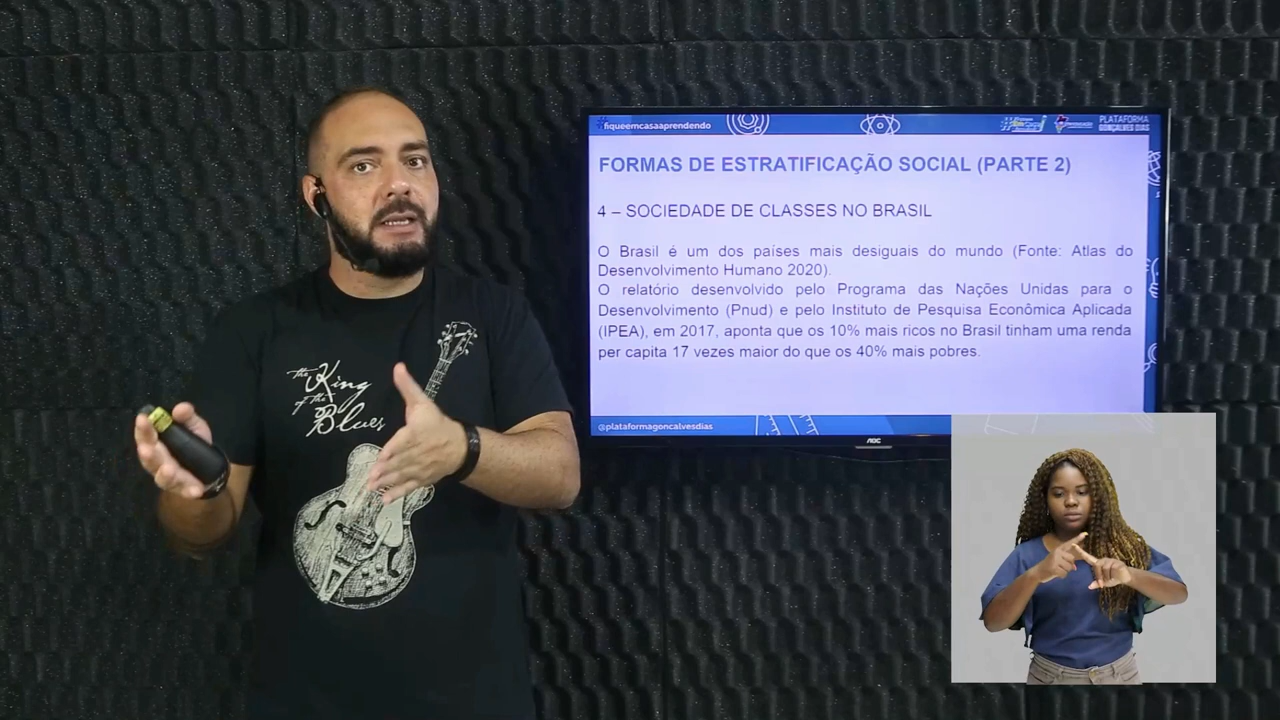 the King
of the
Blues
#fiqueemcasaaprendendo
PLATAFORMA
GONÇALVES DIAS
FORMAS DE ESTRATIFICAÇÃO SOCIAL (PARTE 2)
4 – SOCIEDADE DE CLASSES NO BRASIL
O Brasil é um dos países mais desiguais do mundo (Fonte: Atlas do
Desenvolvimento Humano 2020).
O relatório desenvolvido pelo Programa das Nações Unidas para o
Desenvolvimento (Pnud) e pelo Instituto de Pesquisa Econômica Aplicada
(IPEA), em 2017, aponta que os 10% mais ricos no Brasil tinham uma renda
per capita 17 vezes maior do que os 40% mais pobres.
@plataformagoncalvesdias
AOC